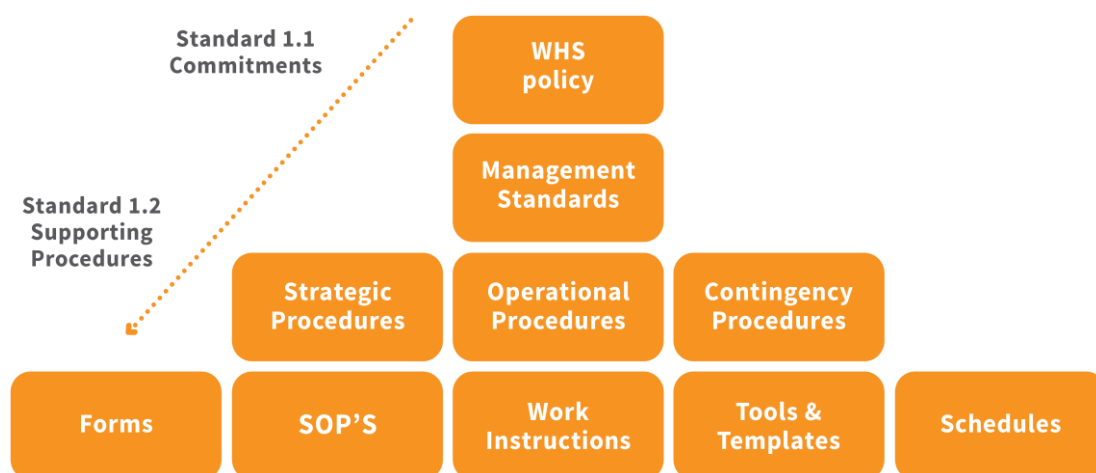 Standard 1.1
Commitments
WHS
policy
Management
Standards
Standard 1.2
Supporting
Procedures
Strategic
Procedures
Operational
Procedures
Contingency
Procedures
Forms
SOP’S
Work
Instructions
Tools &
Templates
Schedules